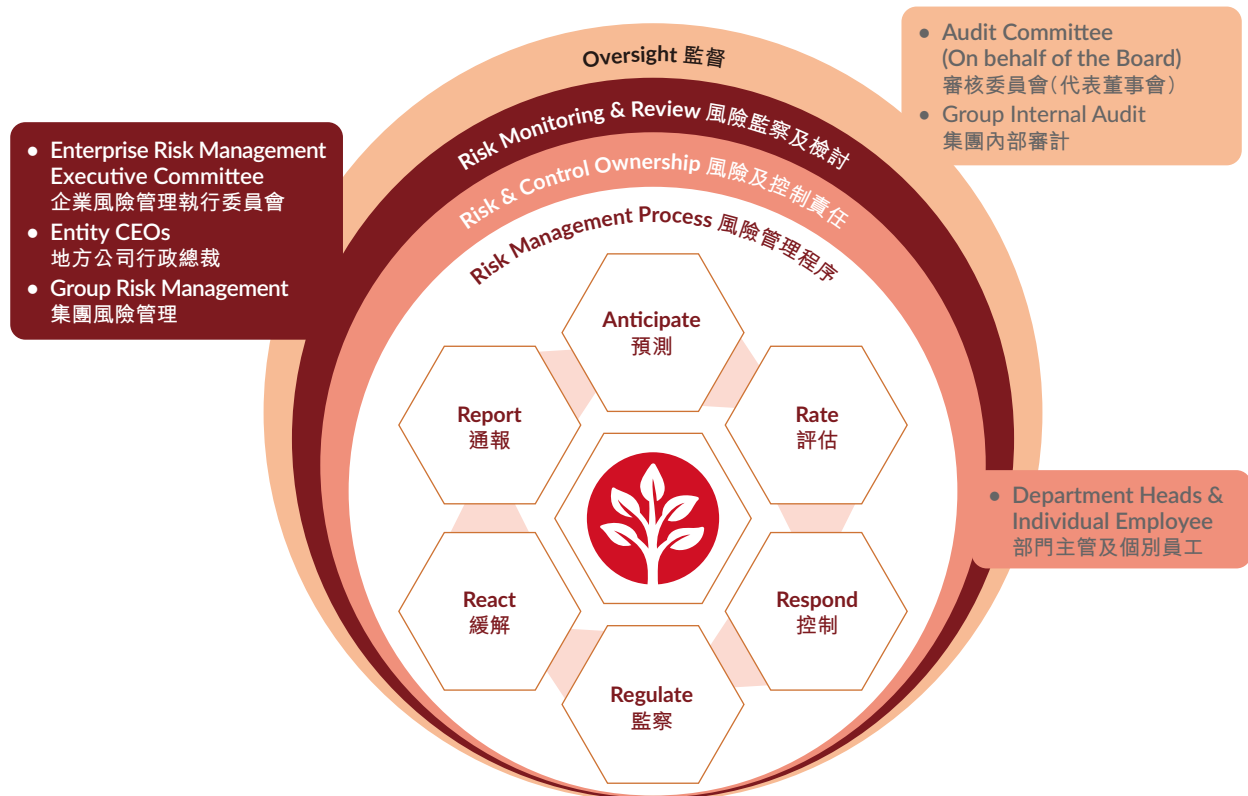 Oversight 監督
Risk Monitoring & Review 風險監察及檢討
Risk & Control Ownership 風險及控制責任
Risk Management Process 風險管理程序
• Audit Committee
(On behalf of the Board)
審核委員會(代表董事會)
• Group Internal Audit
集團內部審計
• Enterprise Risk Management
Executive Committee
企業風險管理執行委員會
• Entity CEOs
地方公司行政總裁
• Group Risk Management
集團風險管理
• Department Heads &
Individual Employee
部門主管及個別員工
Anticipate
預測
Rate
評估
Respond
控制
Regulate
監察
React
緩解
Report
通報